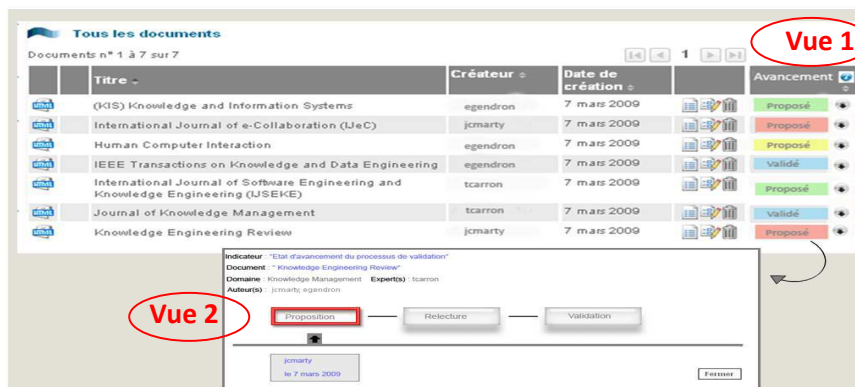 Tous les documents
Documents n° 1 à 7 sur 7
1
Vue 1
Titre Créateur Date de création Avancement
(KIS) Knowledge and Information Systems egendron 7 mars 2009 Proposé
International Journal of e-Collaboration (IJeC) jcmarty 7 mars 2009 Proposé
Human Computer Interaction egendron 7 mars 2009 Proposé
IEEE Transactions on Knowledge and Data Engineering egendron 7 mars 2009 Validé
International Journal of Software Engineering and
Knowledge Engineering (IJSEKE) tcarron 7 mars 2009 Proposé
Journal of Knowledge Management tcarron 7 mars 2009 Validé
Knowledge Engineering Review jcmarty 7 mars 2009 Proposé
Indicateur : "Etat d'avancement du processus de validation"
Document : " Knowledge Engineering Review"
Domaine : Knowledge Management Expert(s) : tcarron
Auteur(s) : jcmarty, egendron
Vue 2
Proposition Relecture Validation
jcmarty
le 7 mars 2009
Fermer